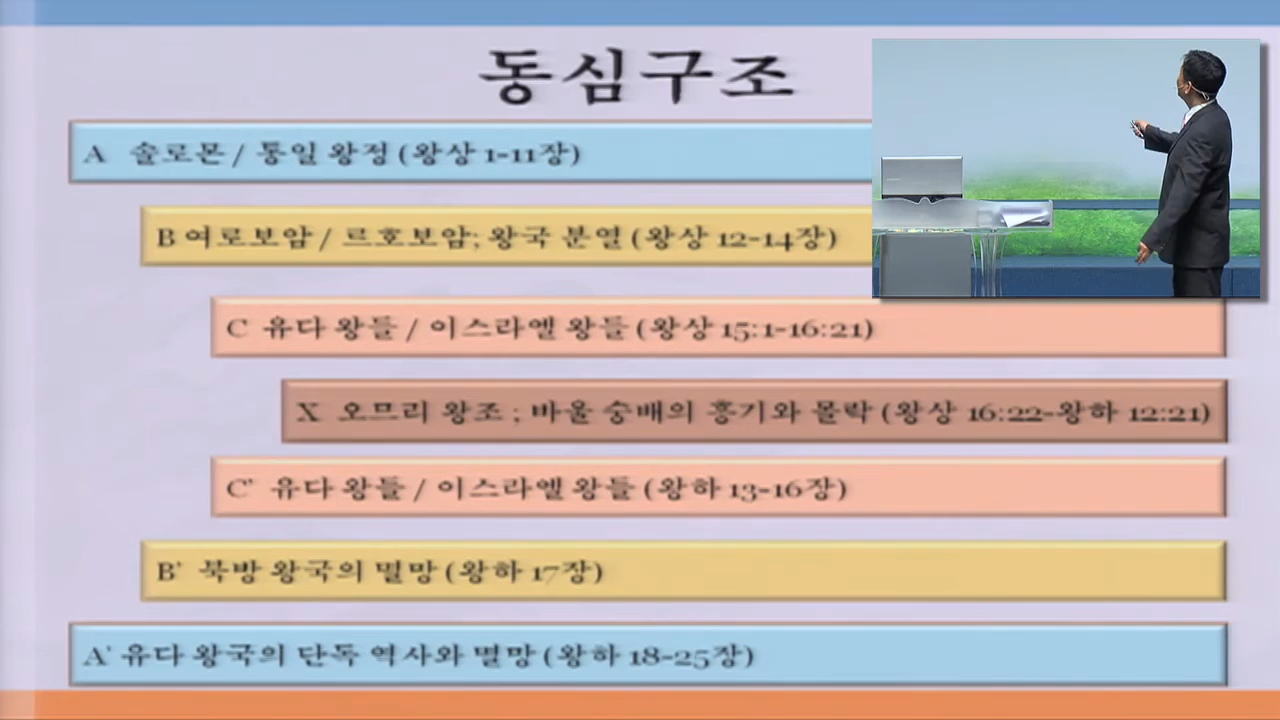 동심구조
A 솔로몬 / 통일 왕정 (왕상 1-11장)
B 여로보암 / 르호보암; 왕국 분열 (왕상 12-14장)
C 유다 왕들 / 이스라엘 왕들 (왕상 15:1-16:21)
X 오므리 왕조 ; 바울 숭배의 흥기와 몰락 (왕상 16:22-왕하 12:21)
C' 유다 왕들 / 이스라엘 왕들 (왕하 13-16장)
B' 북방 왕국의 멸망 (왕하 17장)
A' 유다 왕국의 단독 역사와 멸망 (왕하 18-25장)